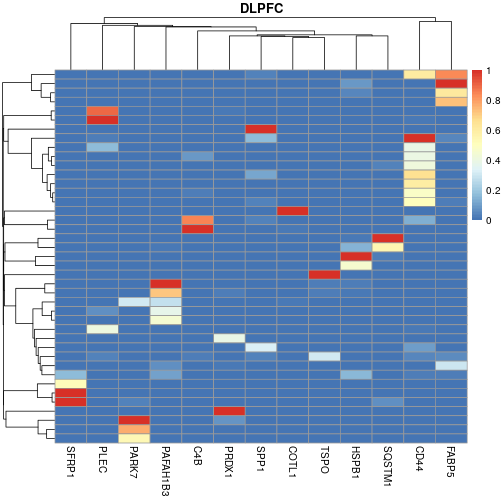 DLPFC
1
0.8
0.6
0.4
0.2
0
SFRP1
PLEC
PARK7
PAFAH1B3
C4B
PRDX1
SPP1
COTL1
TSPO
HSPB1
SQSTM1
CD44
FABP5